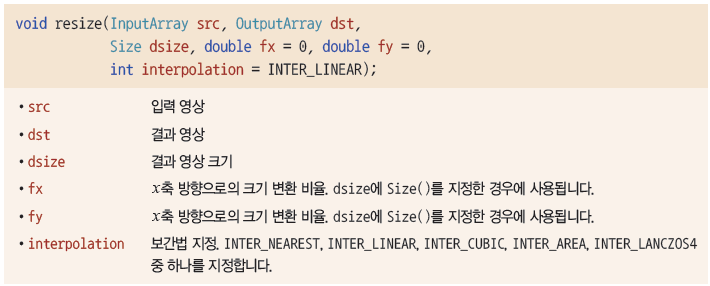 void resize(InputArray src, OutputArray dst,
Size dsize, double fx = 0, double fy = 0,
int interpolation = INTER_LINEAR);
• src 입력 영상
• dst 결과 영상
• dsize 결과 영상 크기
• fx x축 방향으로의 크기 변환 비율. dsize에 Size()를 지정한 경우에 사용됩니다.
• fy x축 방향으로의 크기 변환 비율. dsize에 Size()를 지정한 경우에 사용됩니다.
• interpolation 보간법 지정. INTER_NEAREST, INTER_LINEAR, INTER_CUBIC, INTER_AREA, INTER_LANCZOS4
중 하나를 지정합니다.